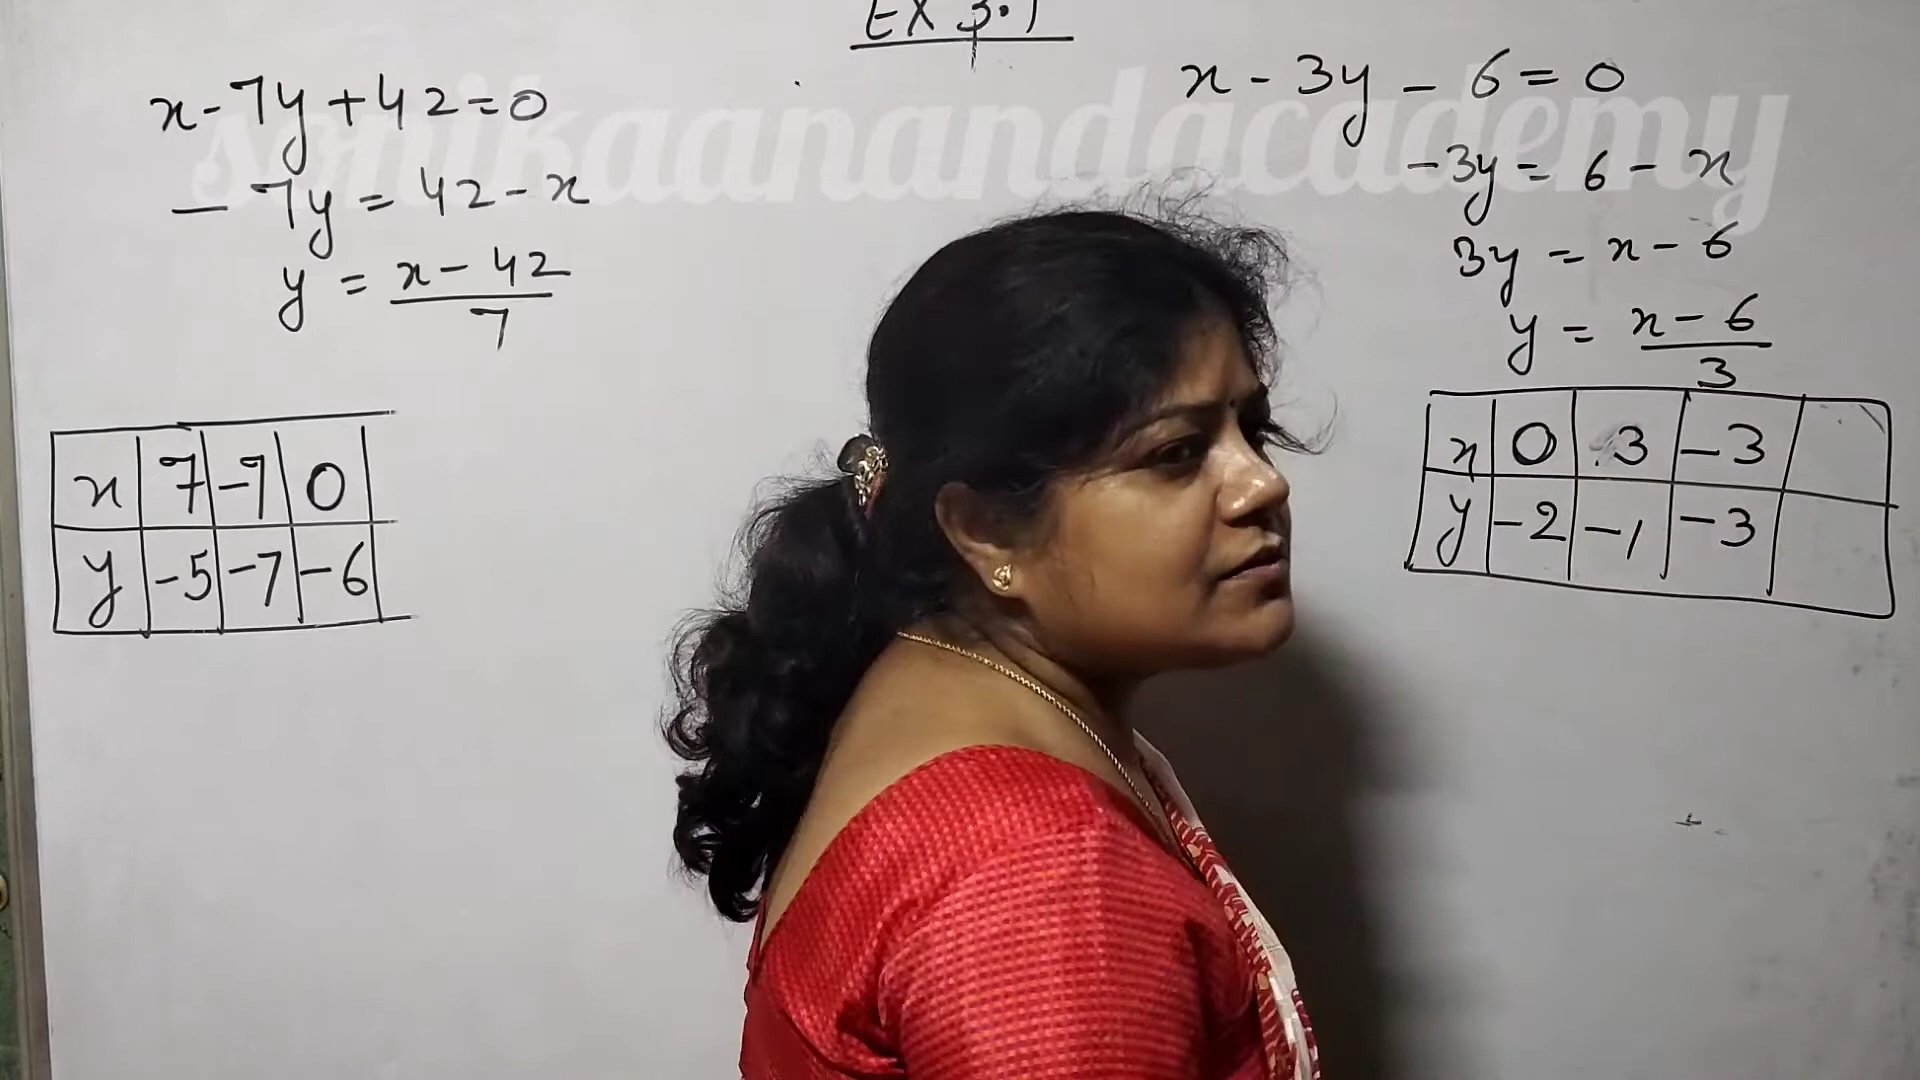 EX 3.1
x - 7y + 42 = 0
- 7y = 42 - x
y = x - 42 / 7
x 7 -7 0
y -5 -7 -6
x - 3y - 6 = 0
-3y = 6 - x
3y = x - 6
y = x - 6 / 3
x 0 3 -3
y -2 -1 -3
sonikaanandacademy